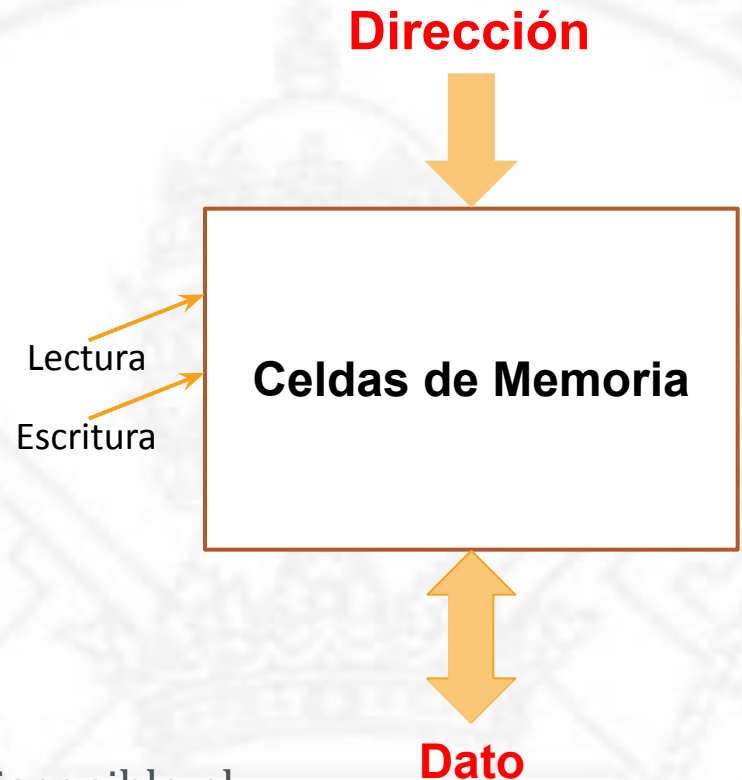 Dirección
Lectura
Celdas de Memoria
Escritura
Dato